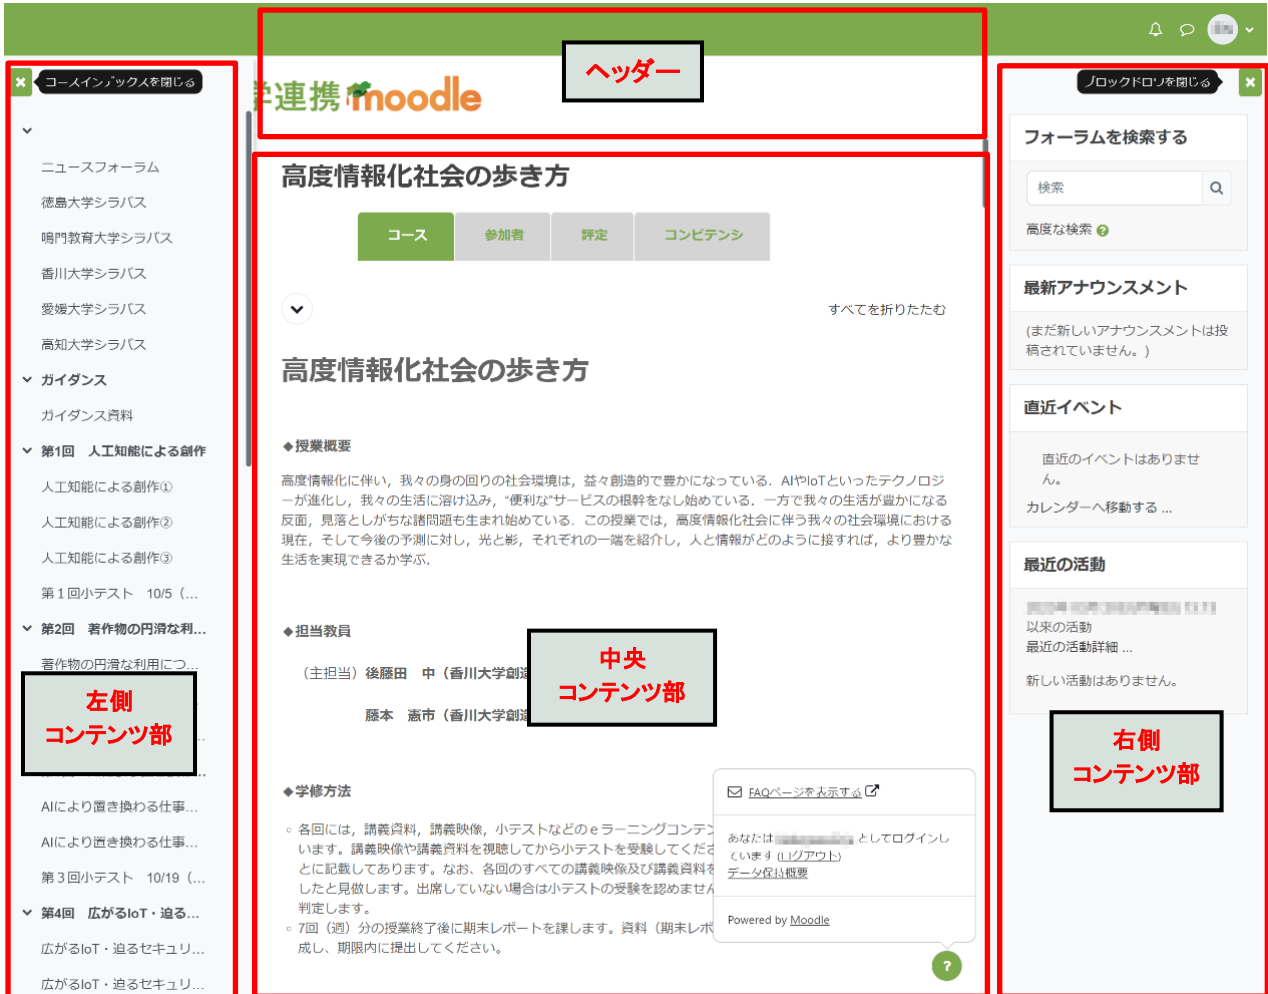 ヘッダー
学連携 moodle
コースインデックスを閉じる
ニュースフォーラム
徳島大学シラバス
鳴門教育大学シラバス
香川大学シラバス
愛媛大学シラバス
高知大学シラバス
ガイダンス
ガイダンス資料
第1回　人工知能による創作
人工知能による創作①
人工知能による創作②
人工知能による創作③
第１回小テスト　10/5（...
第2回　著作物の円滑な利...
著作物の円滑な利用につ...
左側
コンテンツ部
AIにより置き換わる仕事...
AIにより置き換わる仕事...
第３回小テスト　10/19（...
第4回　広がるIoT・迫る...
広がるIoT・迫るセキュリ...
広がるIoT・迫るセキュリ...
高度情報化社会の歩き方
コース
参加者
評定
コンピテンシ
すべてを折りたたむ
高度情報化社会の歩き方
◆授業概要
高度情報化に伴い，我々の身の回りの社会環境は，益々創造的で豊かになっている．AIやIoTといったテクノロジ
ーが進化し，我々の生活に溶け込み，“便利な”サービスの根幹をなし始めている．一方で我々の生活が豊かになる
反面，見落としがちな諸問題も生まれ始めている．この授業では，高度情報化社会に伴う我々の社会環境における
現在，そして今後の予測に対し，光と影，それぞれの一端を紹介し，人と情報がどのように接すれば，より豊かな
生活を実現できるか学ぶ．
◆担当教員
（主担当）後藤田　中（香川大学創造
藤本　憲市（香川大学創造
中央
コンテンツ部
◆学修方法
各回には，講義資料，講義映像，小テストなどのｅラーニングコンテン
います。講義映像や講義資料を視聴してから小テストを受験してくださ
とに記載してあります。なお、各回のすべての講義映像及び講義資料を
したと見做します。出席していない場合は小テストの受験を認めません
判定します。
7回（週）分の授業終了後に期末レポートを課します。資料（期末レポ
成し、期限内に提出してください。
FAQページを表示する
あなたは としてログインし
ています (ログアウト)
データ保持概要
Powered by Moodle
?
ブロックドロワを閉じる
フォーラムを検索する
検索
高度な検索
最新アナウンスメント
(まだ新しいアナウンスメントは投
稿されていません。)
直近イベント
直近のイベントはありませ
ん。
カレンダーへ移動する ...
最近の活動
以来の活動
最近の活動詳細 ...
新しい活動はありません。
右側
コンテンツ部